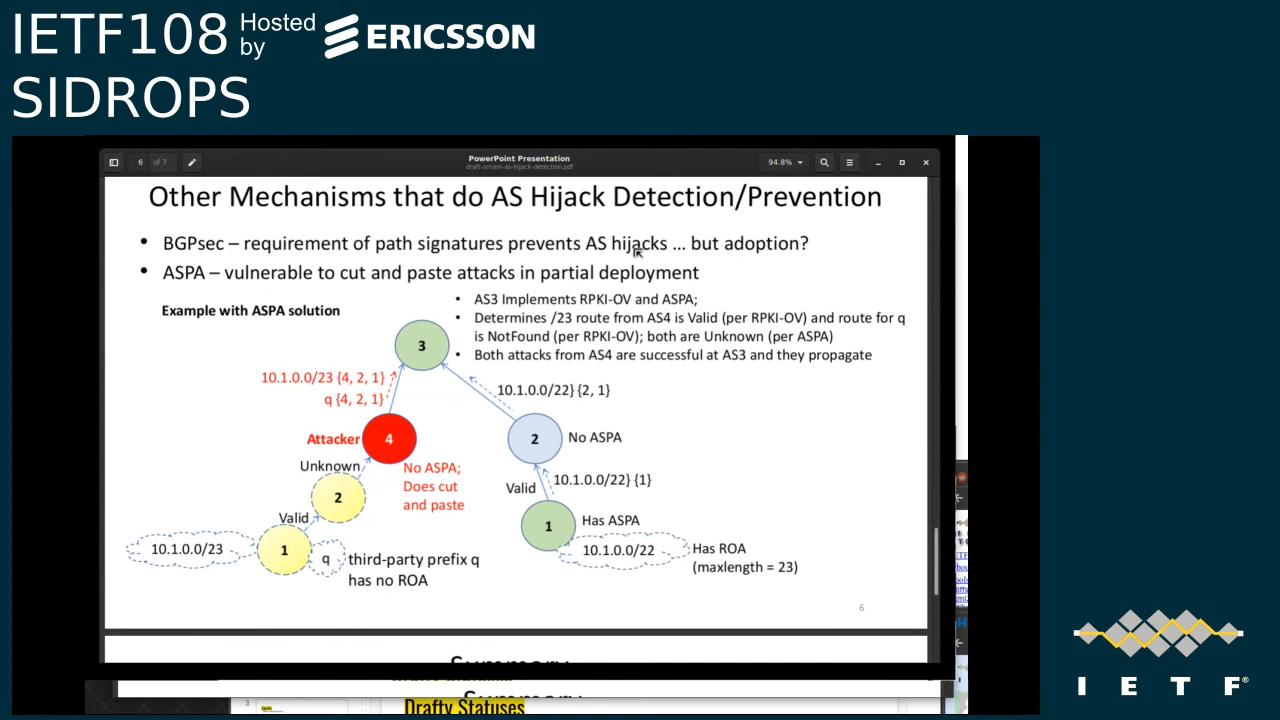 IETF108 Hosted by
ERICSSON
SIDROPS
6 of 7
PowerPoint Presentation
draft-sriram-as-hijack-detection.pdf
94.8%
Other Mechanisms that do AS Hijack Detection/Prevention
• BGPsec – requirement of path signatures prevents AS hijacks … but adoption?
• ASPA – vulnerable to cut and paste attacks in partial deployment
Example with ASPA solution
• AS3 Implements RPKI-OV and ASPA;
• Determines /23 route from AS4 is Valid (per RPKI-OV) and route for q
is NotFound (per RPKI-OV); both are Unknown (per ASPA)
• Both attacks from AS4 are successful at AS3 and they propagate
3
10.1.0.0/23 {4, 2, 1}
q {4, 2, 1}
10.1.0.0/22} {2, 1}
Attacker
4
2
No ASPA
Unknown
No ASPA;
Does cut
and paste
10.1.0.0/22} {1}
Valid
2
Valid
1
Has ASPA
10.1.0.0/23
1
q
third-party prefix q
has no ROA
10.1.0.0/22
Has ROA
(maxlength = 23)
6
Summary
Summary
3
Drafty Statuses
I E T F®